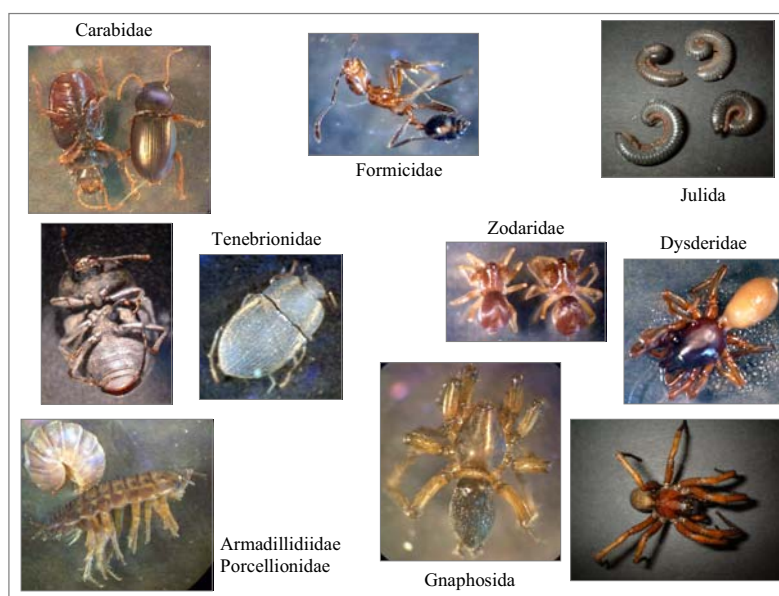 Carabidae
Formicidae
Julida
Tenebrionidae
Zodaridae
Dysderidae
Armadillidiidae
Porcellionidae
Gnaphosida